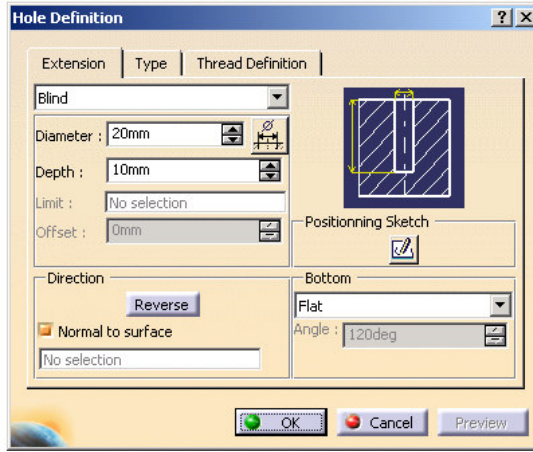 Hole Definition
Extension Type Thread Definition
Blind
Diameter : 20mm
Depth : 10mm
Limit : No selection
Offset : 0mm
Positionning Sketch
Direction
Reverse
Normal to surface
No selection
Bottom
Flat
Angle : 120deg
OK Cancel Preview